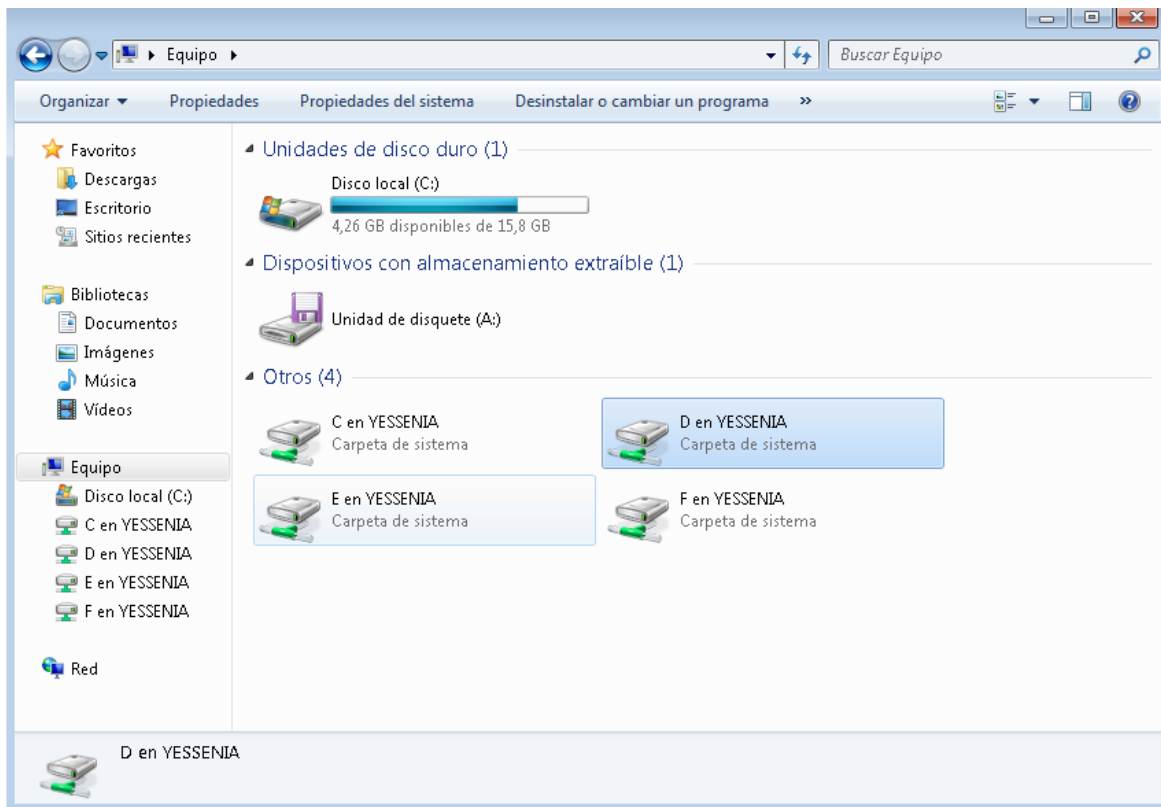 Equipo
Buscar Equipo
Organizar
Propiedades
Propiedades del sistema
Desinstalar o cambiar un programa
»
Favoritos
Descargas
Escritorio
Sitios recientes
Bibliotecas
Documentos
Imágenes
Música
Vídeos
Equipo
Disco local (C:)
C en YESSENIA
D en YESSENIA
E en YESSENIA
F en YESSENIA
Red
Unidades de disco duro (1)
Disco local (C:)
4,26 GB disponibles de 15,8 GB
Dispositivos con almacenamiento extraíble (1)
Unidad de disquete (A:)
Otros (4)
C en YESSENIA
Carpeta de sistema
D en YESSENIA
Carpeta de sistema
E en YESSENIA
Carpeta de sistema
F en YESSENIA
Carpeta de sistema
D en YESSENIA